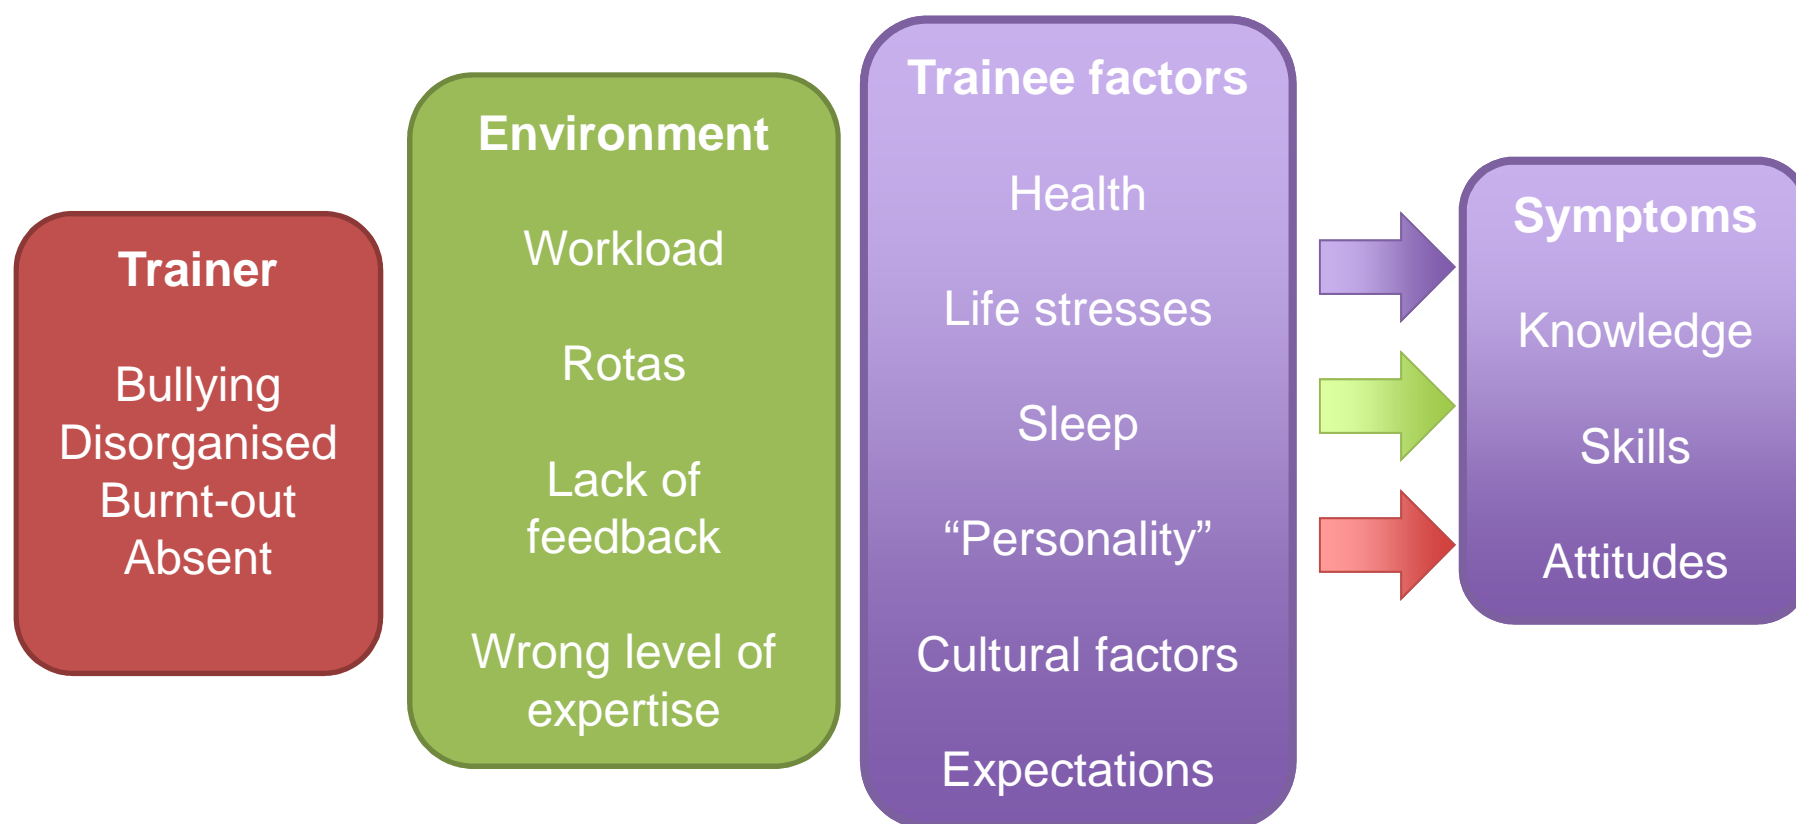 Trainer
Bullying
Disorganised
Burnt-out
Absent
Environment
Workload
Rotas
Lack of
feedback
Wrong level of
expertise
Trainee factors
Health
Life stresses
Sleep
“Personality”
Cultural factors
Expectations
Symptoms
Knowledge
Skills
Attitudes